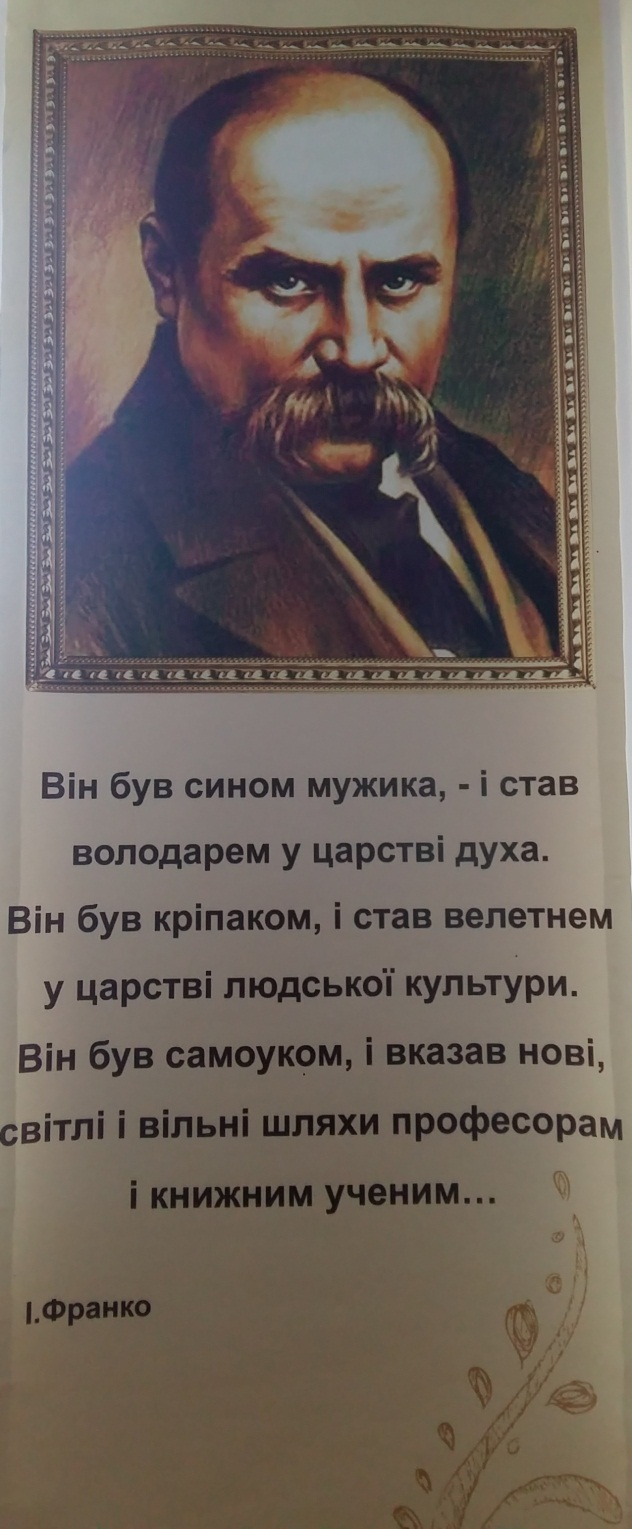 Він був сином мужика, - і став
володарем у царстві духа.
Він був кріпаком, і став велетнем
у царстві людської культури.
Він був самоуком, і вказав нові,
світлі і вільні шляхи професорам
і книжним ученим...
І.Франко